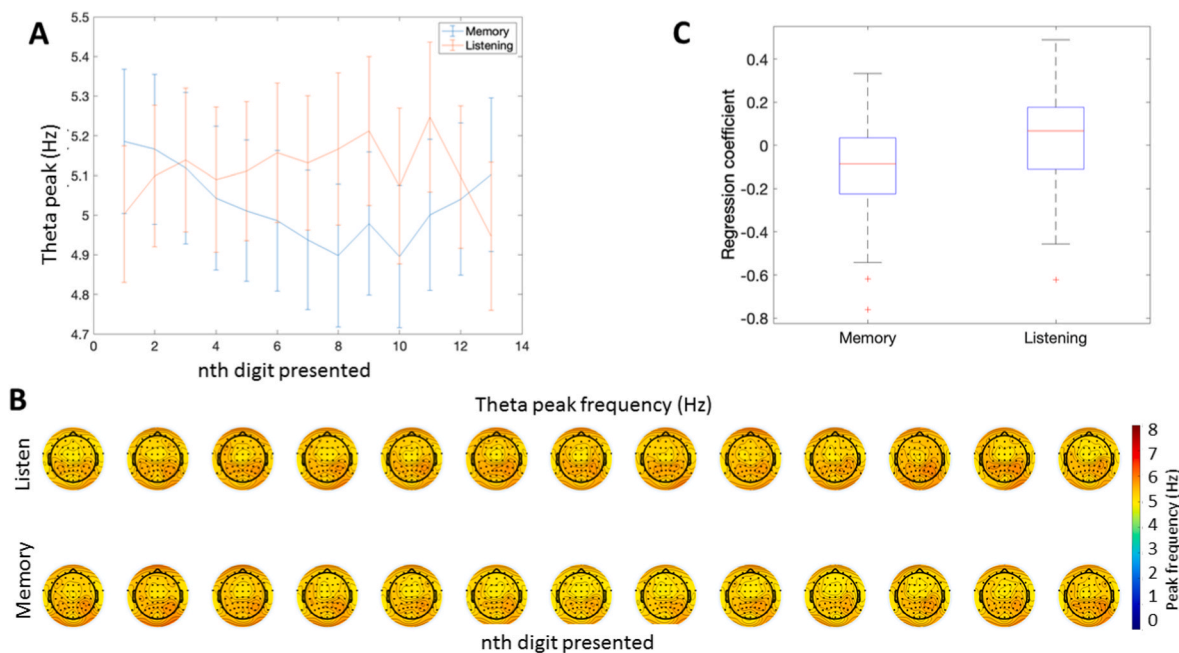 A
5.5
5.4
5.3
5.2
5.1
5
4.9
4.8
4.7
Theta peak (Hz)
0 2 4 6 8 10 12 14
nth digit presented
Memory
Listening
C
0.4
0.2
0
-0.2
-0.4
-0.6
-0.8
Regression coefficient
Memory Listening
B
Theta peak frequency (Hz)
Listen
Memory
nth digit presented
8
7
6
5
4
3
2
1
0
Peak frequency (Hz)